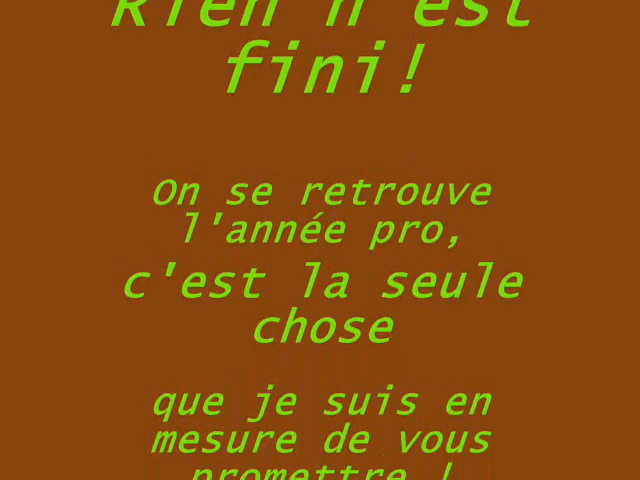 Rien n'est
fini!
On se retrouve
l'année pro,
c'est la seule
chose
que je suis en
mesure de vous
promettre !